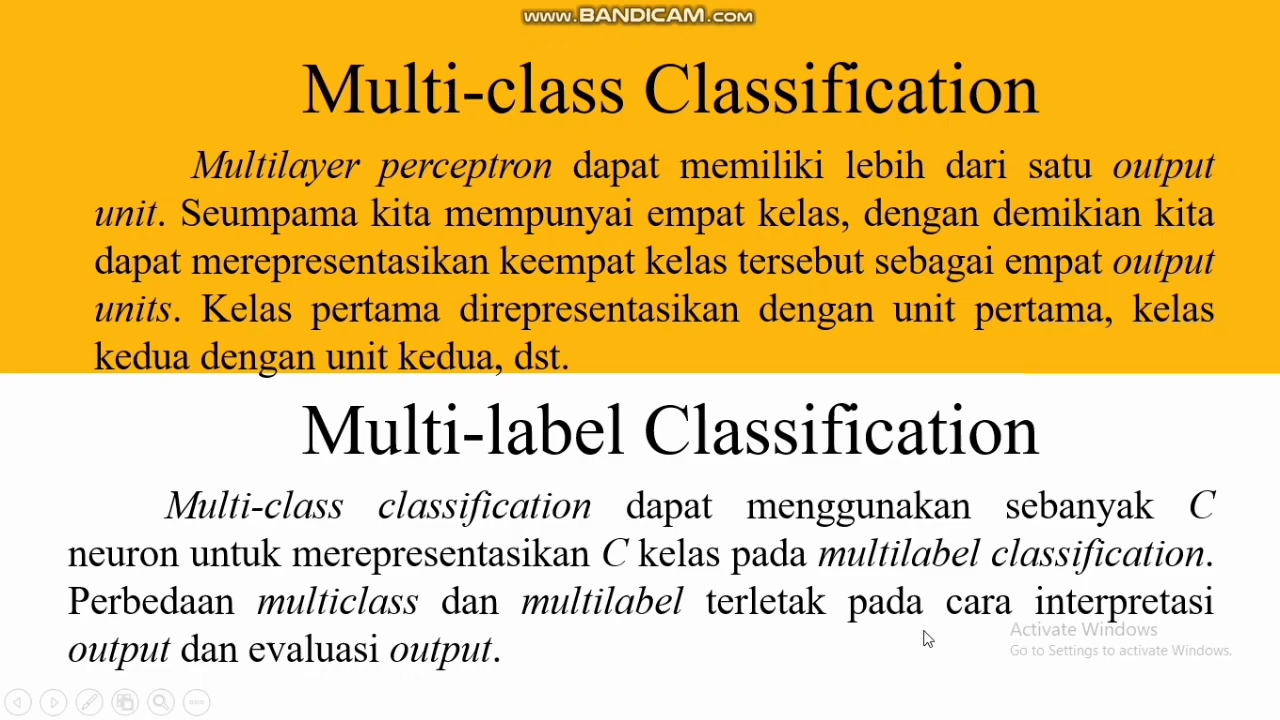 www.BANDICAM.com
Multi-class Classification
Multilayer perceptron dapat memiliki lebih dari satu output
unit. Seumpama kita mempunyai empat kelas, dengan demikian kita
dapat merepresentasikan keempat kelas tersebut sebagai empat output
units. Kelas pertama direpresentasikan dengan unit pertama, kelas
kedua dengan unit kedua, dst.
Multi-label Classification
Multi-class classification dapat menggunakan sebanyak C
neuron untuk merepresentasikan C kelas pada multilabel classification.
Perbedaan multiclass dan multilabel terletak pada cara interpretasi
output dan evaluasi output.
Activate Windows
Go to Settings to activate Windows.